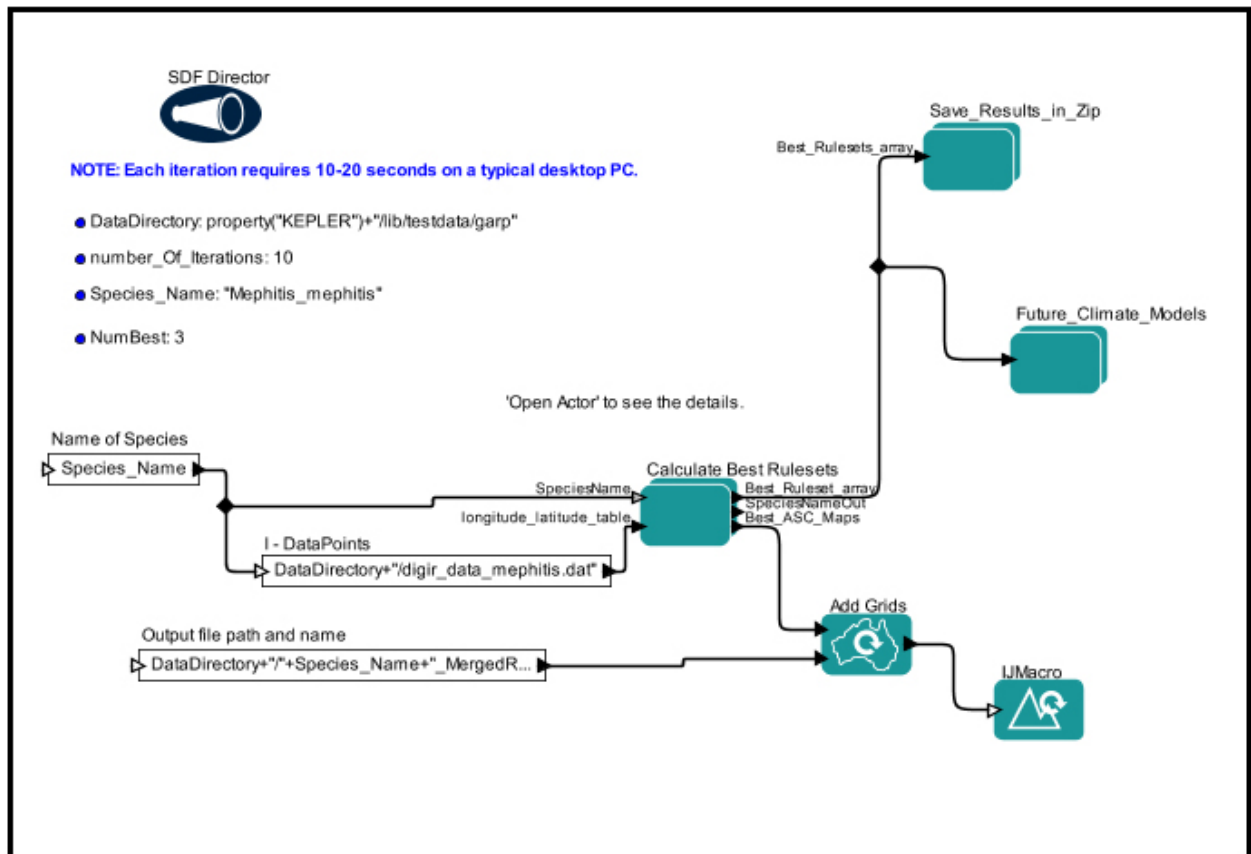 SDF Director
NOTE: Each iteration requires 10-20 seconds on a typical desktop PC.
DataDirectory: property("KEPLER")+"/lib/testdata/garp"
number_Of_Iterations: 10
Species_Name: "Mephitis_mephitis"
NumBest: 3
Save_Results_in_Zip
Best_Rulesets_array
Future_Climate_Models
'Open Actor' to see the details.
Name of Species
Species_Name
Calculate Best Rulesets
SpeciesName
Best_Ruleset_array
SpeciesNameOut
longitude_latitude_table
Best_ASC_Maps
I - DataPoints
DataDirectory+"/digir_data_mephitis.dat"
Add Grids
Output file path and name
DataDirectory+"/"+Species_Name+"_MergedR...
IJMacro